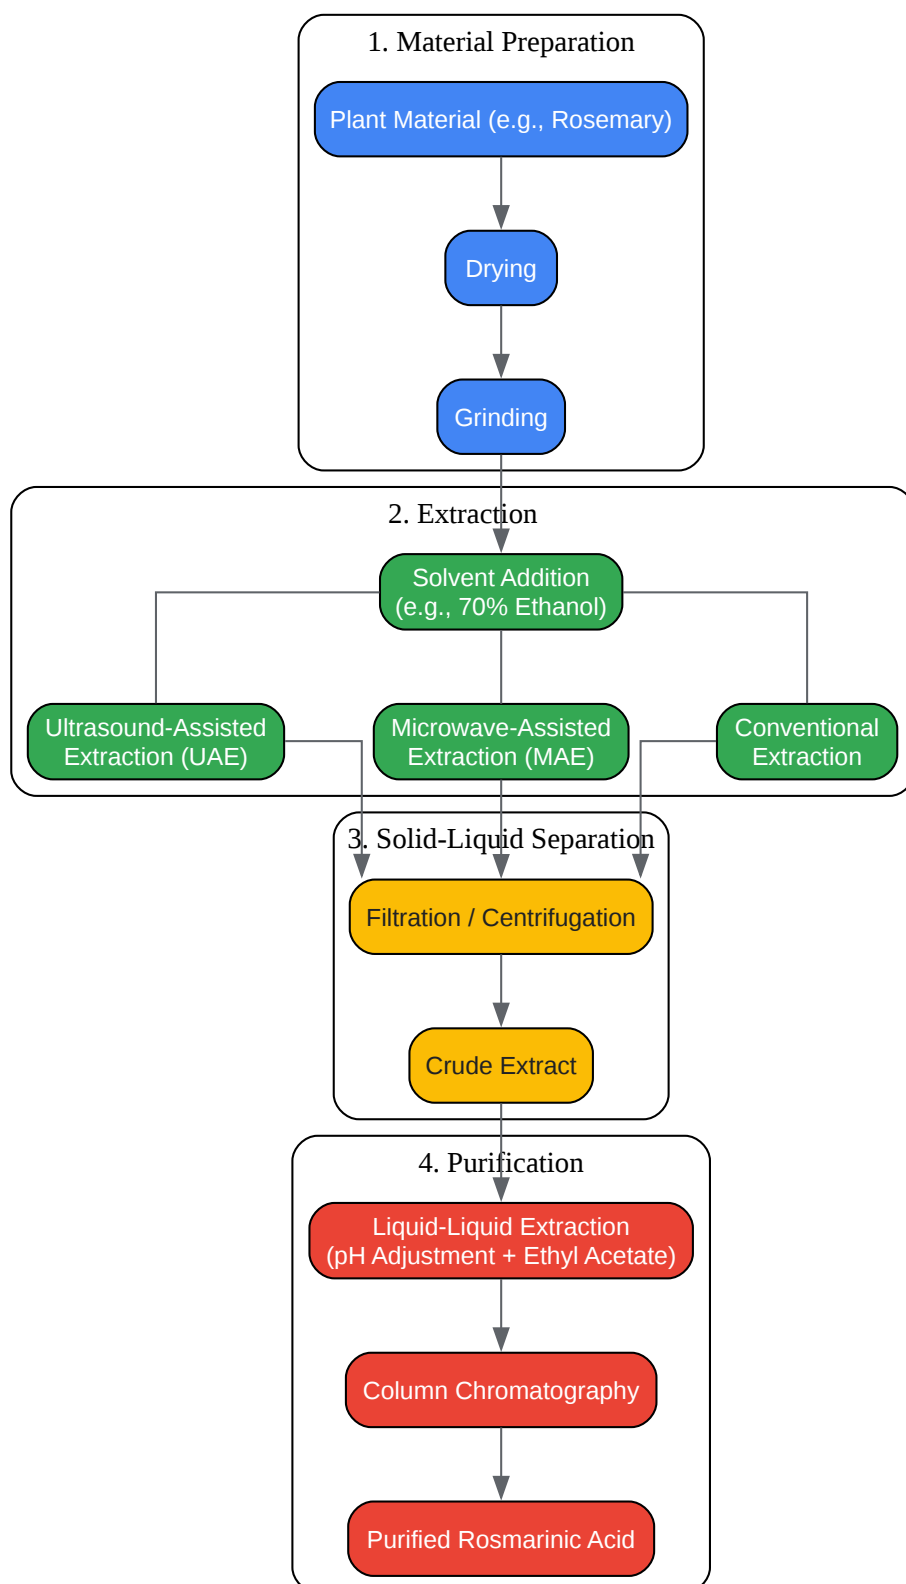 1. Material Preparation
Plant Material (e.g., Rosemary)
Drying
Grinding
2. Extraction
Solvent Addition
(e.g., 70% Ethanol)
Ultrasound-Assisted
Extraction (UAE)
Microwave-Assisted
Extraction (MAE)
Conventional
Extraction
3. Solid-Liquid Separation
Filtration / Centrifugation
Crude Extract
4. Purification
Liquid-Liquid Extraction
(pH Adjustment + Ethyl Acetate)
Column Chromatography
Purified Rosmarinic Acid